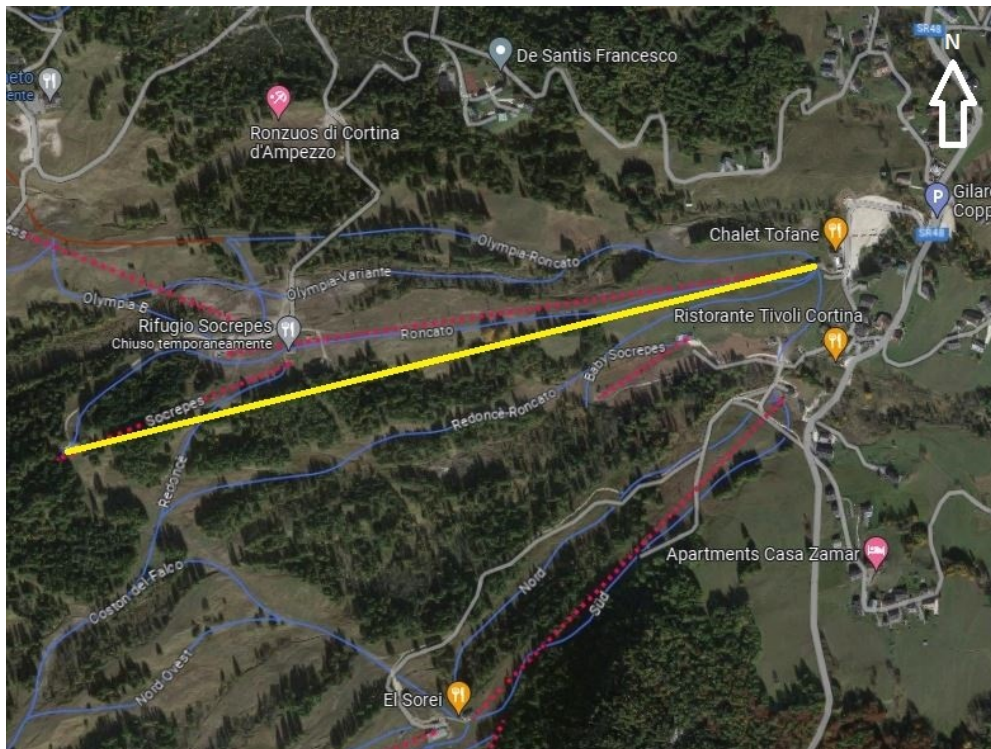 SR48
N
De Santis Francesco
Ronzuos di Cortina
d'Ampezzo
Chalet Tofane
P
SR48
Olympia-Roncato
Olympia-Variante
Olympia B
Rifugio Socrepes
Chiuso temporaneamente
Roncato
Ristorante Tivoli Cortina
Baby Socrepes
Socrepes
Redonce-Roncato
Redonce
Apartments Casa Zamar
Coston del Falco
Nord
Sud
Nord Ovest
El Sorei